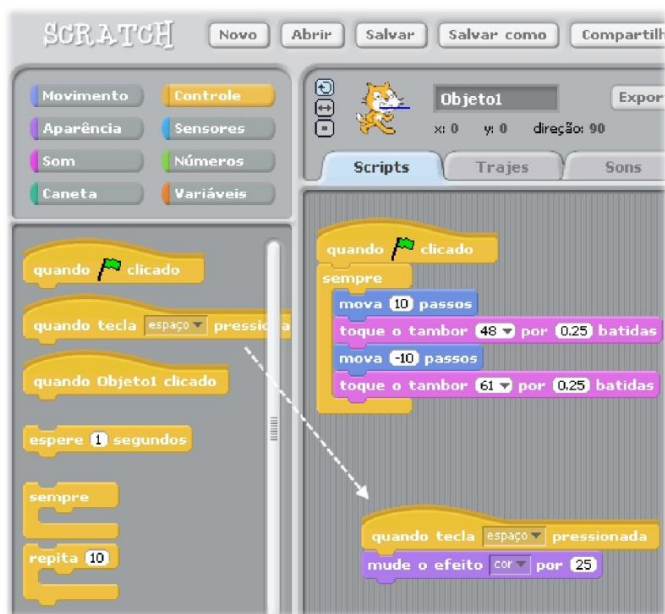 SCRATCH
Novo
Abrir
Salvar
Salvar como
Compartilh
Movimento
Controle
Aparência
Sensores
Som
Números
Caneta
Variáveis
Objeto1
Expor
x: 0 y: 0 direção: 90
Scripts
Trajes
Sons
quando clicado
quando tecla espaço pressiona
quando Objeto1 clicado
espere 1 segundos
sempre
repita 10
quando clicado
sempre
mova 10 passos
toque o tambor 48 por 0.25 batidas
mova -10 passos
toque o tambor 61 por 0.25 batidas
quando tecla espaço pressionada
mude o efeito cor por 25